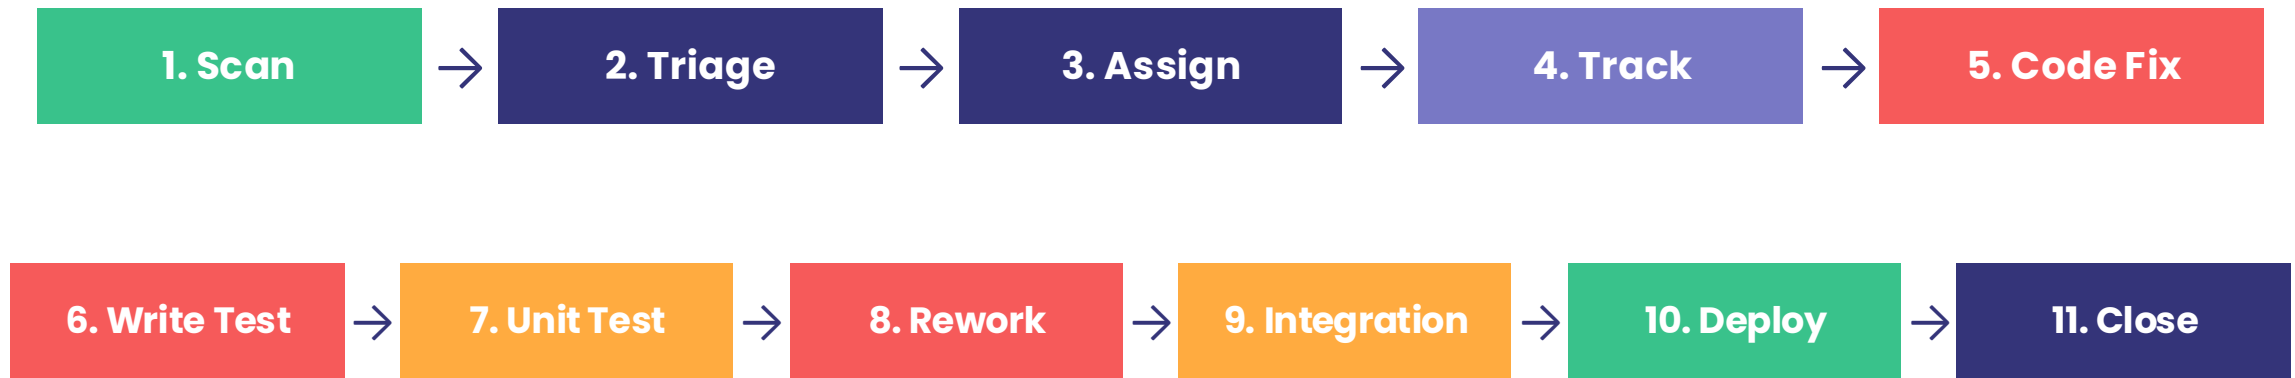 1. Scan
2. Triage
3. Assign
4. Track
5. Code Fix
6. Write Test
7. Unit Test
8. Rework
9. Integration
10. Deploy
11. Close